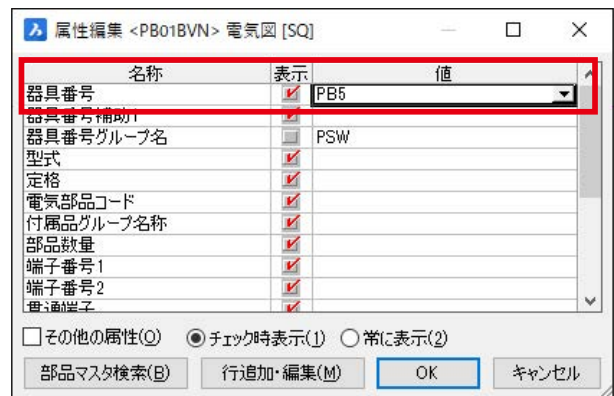 属性編集 <PB01BVN> 電気図 [SQ]
名称 表示 値
器具番号 PB5
器具番号補助1
器具番号グループ名 PSW
型式
定格
電気部品コード
付属品グループ名称
部品数量
端子番号1
端子番号2
貫通端子
その他の属性(O) チェック時表示(1) 常に表示(2)
部品マスタ検索(B) 行追加・編集(M) OK キャンセル